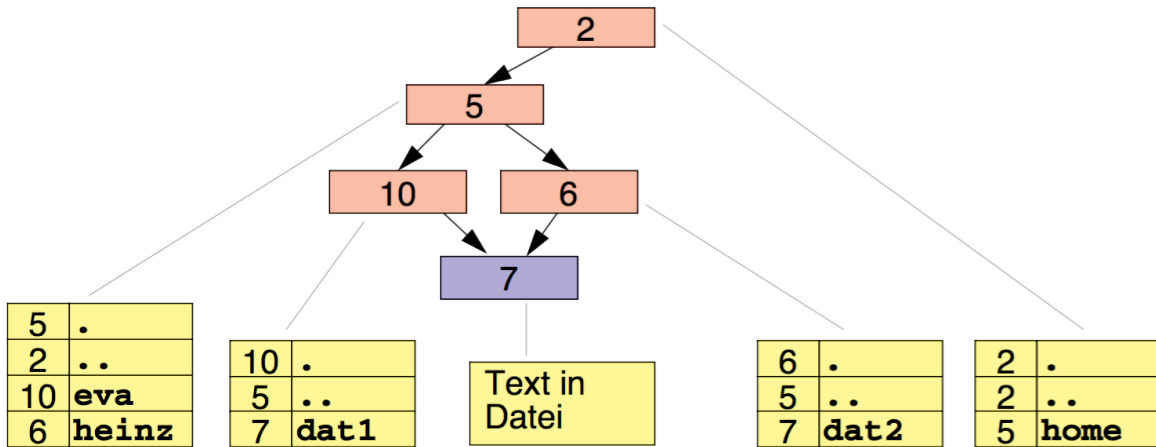 2
5
10 6
7
5 .
2 ..
10 eva
6 heinz
10 .
5 ..
7 dat1
Text in
Datei
6 .
5 ..
7 dat2
2 .
2 ..
5 home